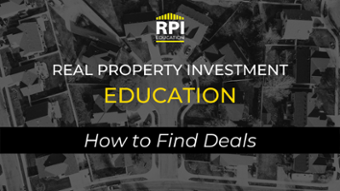 RPI
EDUCATION
REAL PROPERTY INVESTMENT
EDUCATION
How to Find Deals